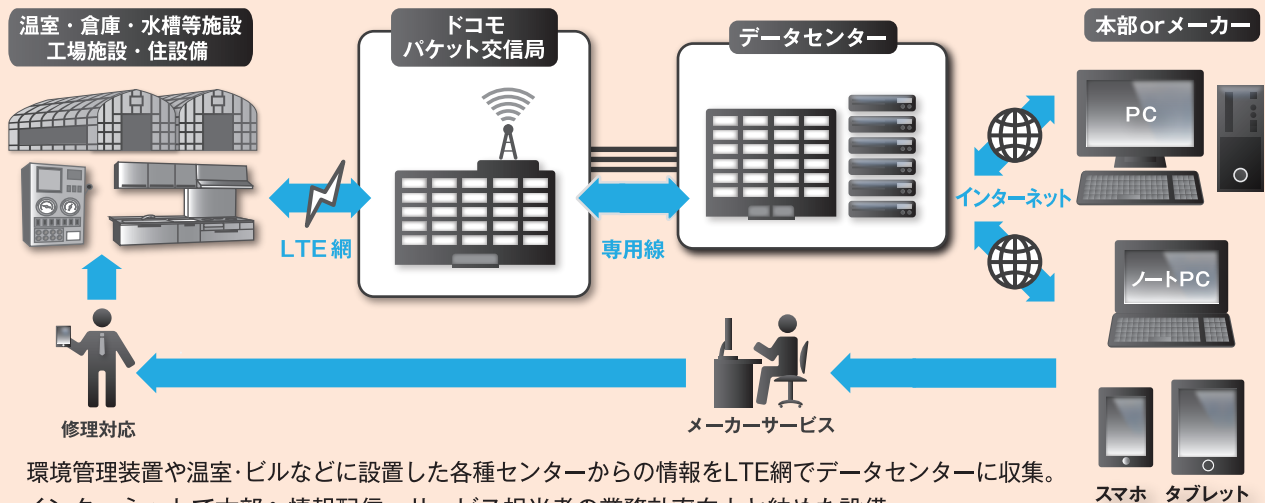 温室・倉庫・水槽等施設
工場施設・住設備
ドコモ
パケット交信局
データセンター
本部orメーカー
PC
LTE網
専用線
インターネット
ノートPC
修理対応
メーカーサービス
スマホ
タブレット
環境管理装置や温室・ビルなどに設置した各種センターからの情報をLTE網でデータセンターに収集。